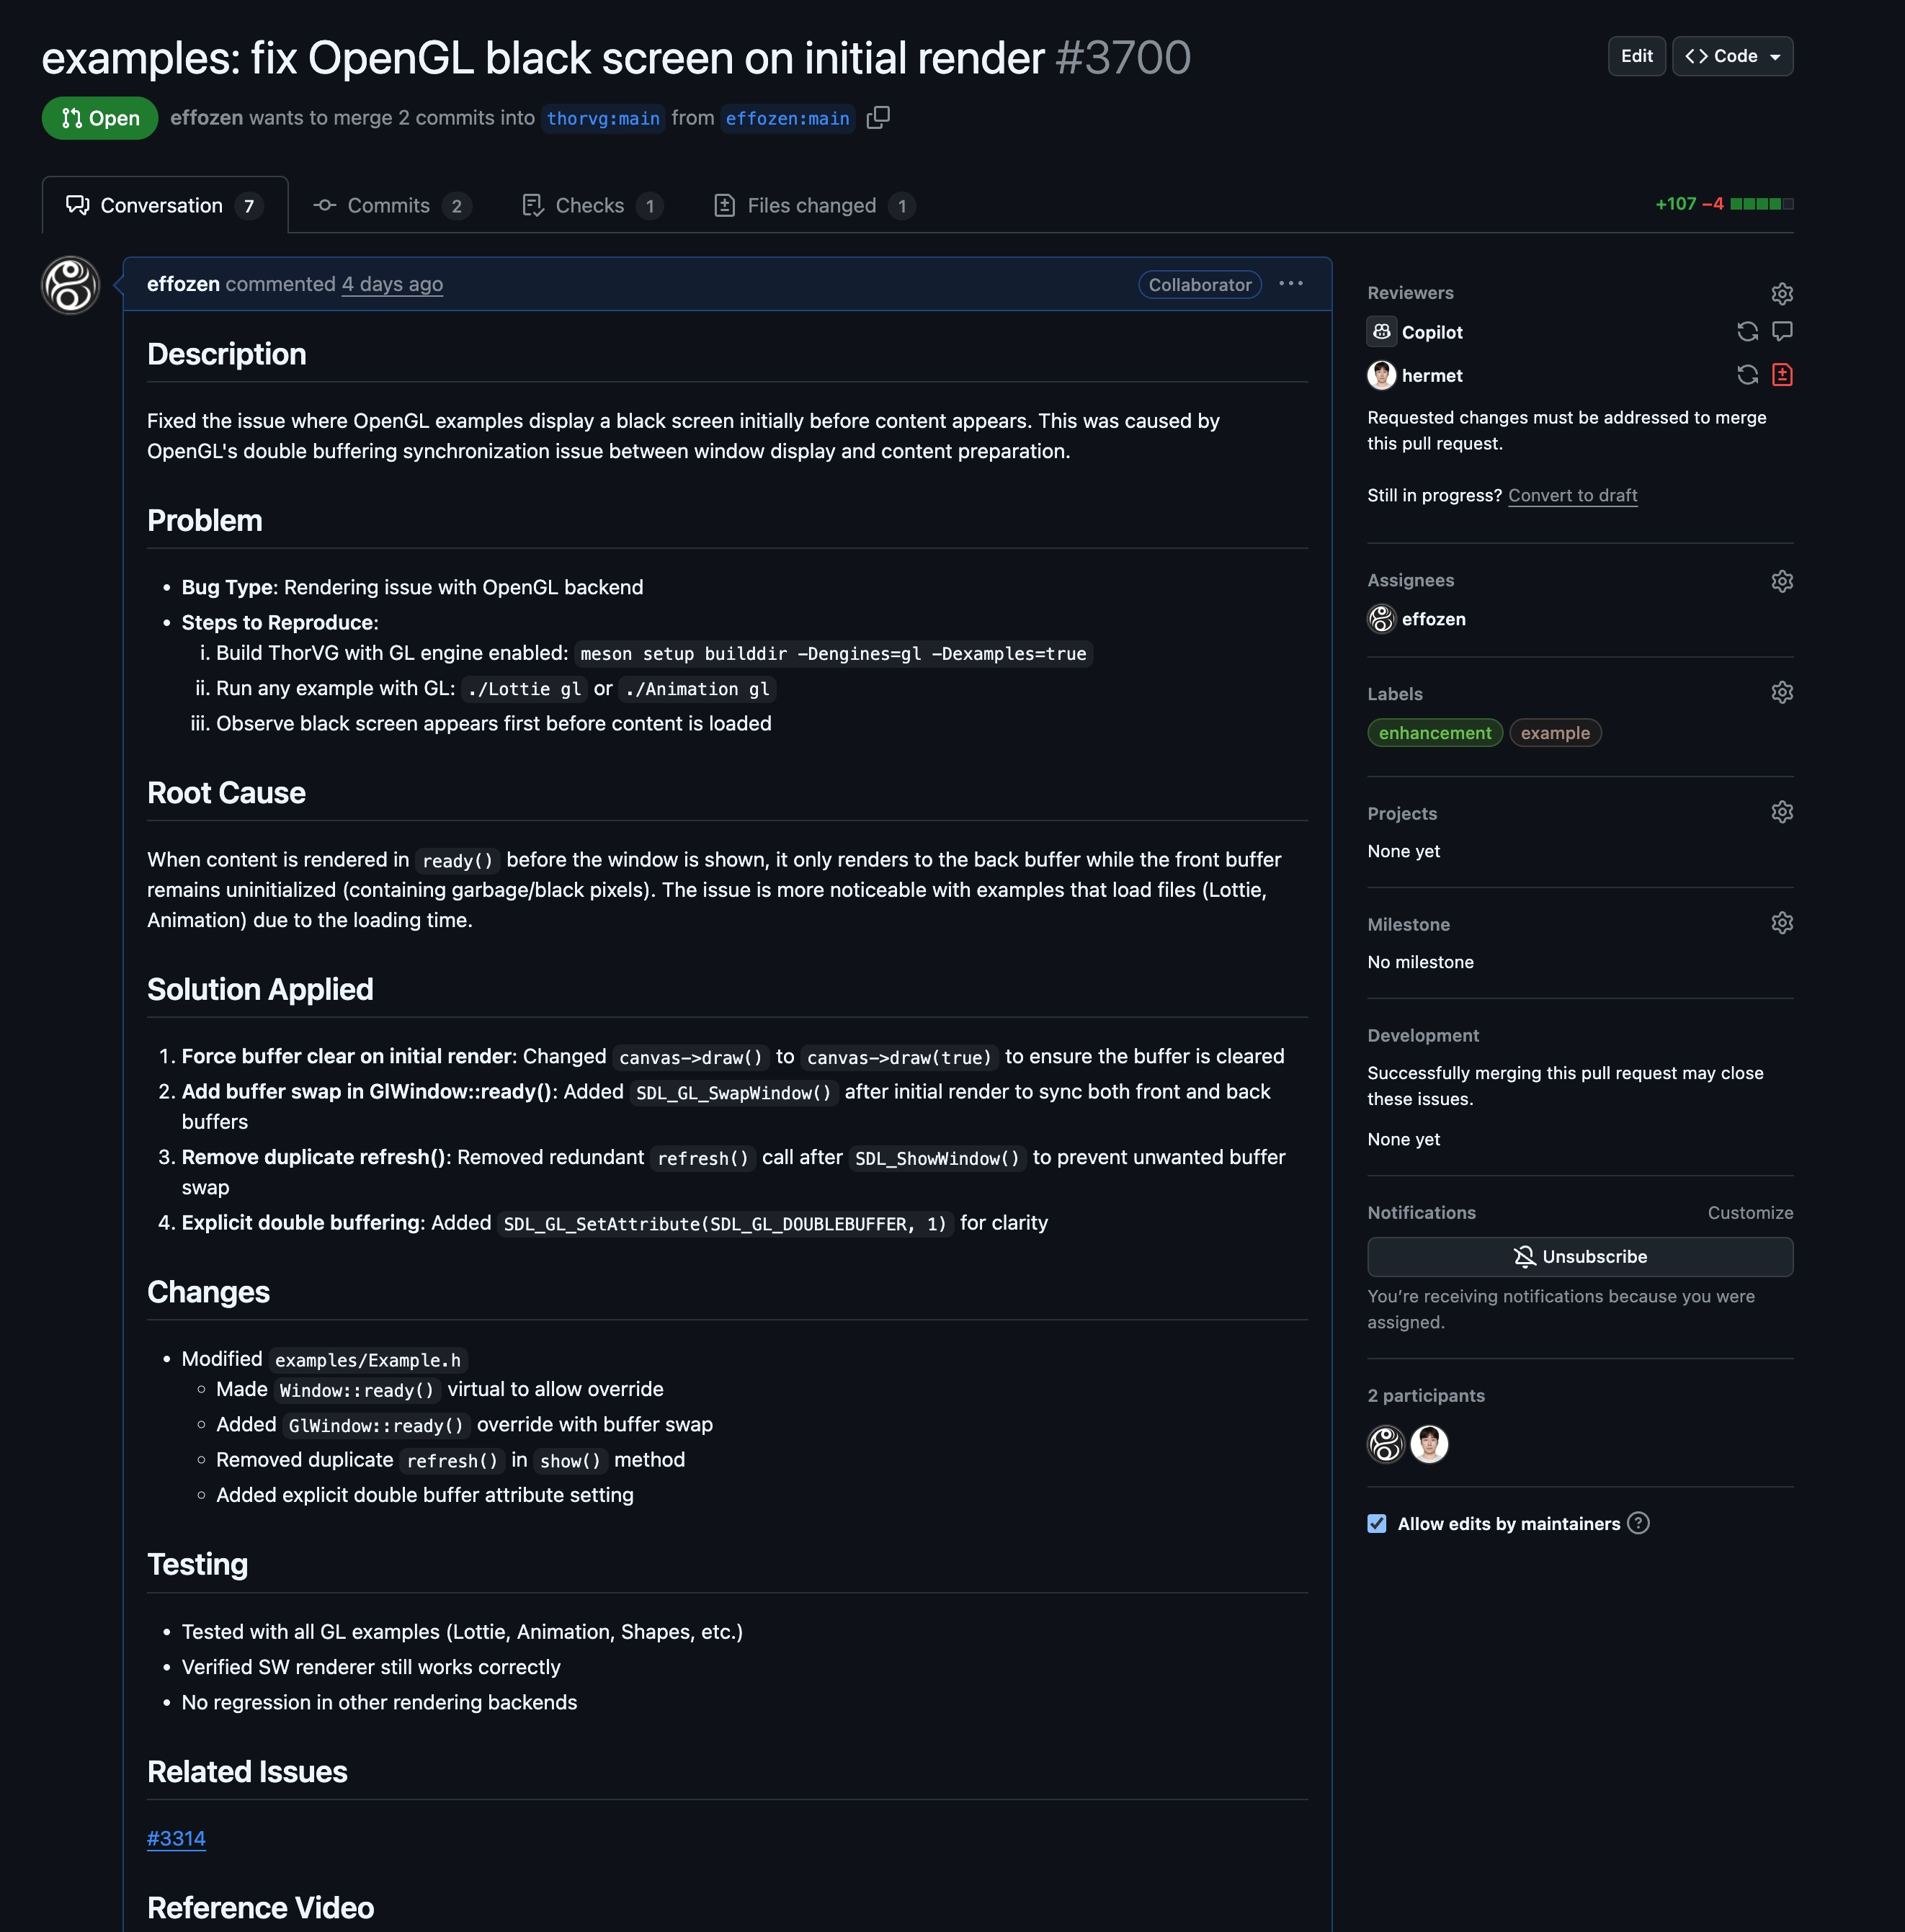 examples: fix OpenGL black screen on initial render #3700
Edit
Code
Open
effozen wants to merge 2 commits into thorvg:main from effozen:main
Conversation 7
Commits 2
Checks 1
Files changed 1
+107 −4
effozen commented 4 days ago
Collaborator
Description
Fixed the issue where OpenGL examples display a black screen initially before content appears. This was caused by
OpenGL's double buffering synchronization issue between window display and content preparation.
Problem
• Bug Type: Rendering issue with OpenGL backend
• Steps to Reproduce:
i. Build ThorVG with GL engine enabled: meson setup builddir -Dengines=gl -Dexamples=true
ii. Run any example with GL: ./Lottie gl or ./Animation gl
iii. Observe black screen appears first before content is loaded
Root Cause
When content is rendered in ready() before the window is shown, it only renders to the back buffer while the front buffer
remains uninitialized (containing garbage/black pixels). The issue is more noticeable with examples that load files (Lottie,
Animation) due to the loading time.
Solution Applied
1. Force buffer clear on initial render: Changed canvas->draw() to canvas->draw(true) to ensure the buffer is cleared
2. Add buffer swap in GlWindow::ready(): Added SDL_GL_SwapWindow() after initial render to sync both front and back
buffers
3. Remove duplicate refresh(): Removed redundant refresh() call after SDL_ShowWindow() to prevent unwanted buffer
swap
4. Explicit double buffering: Added SDL_GL_SetAttribute(SDL_GL_DOUBLEBUFFER, 1) for clarity
Changes
• Modified examples/Example.h
◦ Made Window::ready() virtual to allow override
◦ Added GlWindow::ready() override with buffer swap
◦ Removed duplicate refresh() in show() method
◦ Added explicit double buffer attribute setting
Testing
• Tested with all GL examples (Lottie, Animation, Shapes, etc.)
• Verified SW renderer still works correctly
• No regression in other rendering backends
Related Issues
#3314
Reference Video
Reviewers
Copilot
hermet
Requested changes must be addressed to merge
this pull request.
Still in progress? Convert to draft
Assignees
effozen
Labels
enhancement
example
Projects
None yet
Milestone
No milestone
Development
Successfully merging this pull request may close
these issues.
None yet
Notifications
Customize
Unsubscribe
You're receiving notifications because you were
assigned.
2 participants
Allow edits by maintainers ?